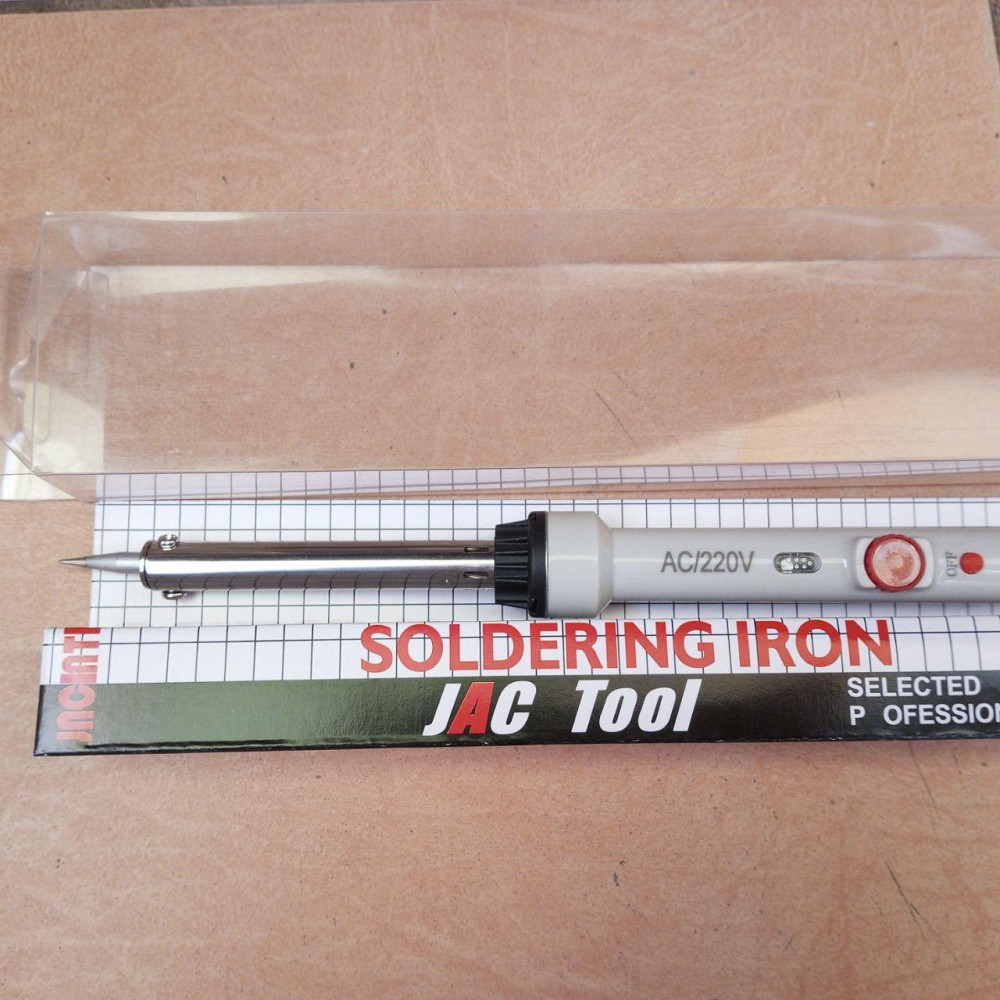 AC/220V
OFF
SOLDERING IRON
JAC Tool
SELECTED
P OFESSION